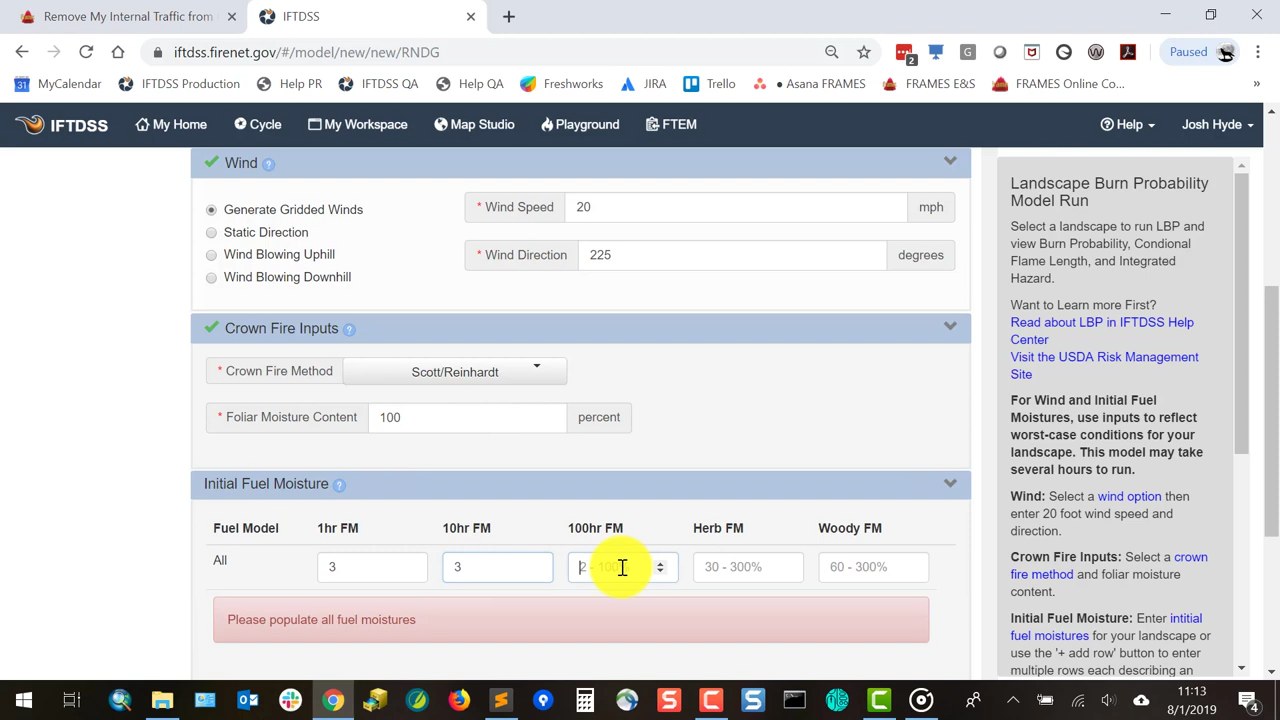 Remove My Internal Traffic from
IFTDSS
iftdss.firenet.gov/#/model/new/new/RNDG
2
G
Paused
31 MyCalendar
IFTDSS Production
Help PR
IFTDSS QA
Help QA
Freshworks
JIRA
Trello
• Asana FRAMES
FRAMES E&S
FRAMES Online Co...
»
IFTDSS
My Home
Cycle
My Workspace
Map Studio
Playground
FTEM
Help
Josh Hyde
Wind ?
Generate Gridded Winds
Static Direction
Wind Blowing Uphill
Wind Blowing Downhill
* Wind Speed 20 mph
* Wind Direction 225 degrees
Crown Fire Inputs ?
* Crown Fire Method Scott/Reinhardt
* Foliar Moisture Content 100 percent
Initial Fuel Moisture ?
Fuel Model 1hr FM 10hr FM 100hr FM Herb FM Woody FM
All 3 3 2 - 100% 30 - 300% 60 - 300%
Please populate all fuel moistures
Landscape Burn Probability
Model Run
Select a landscape to run LBP and
view Burn Probability, Condional
Flame Length, and Integrated
Hazard.
Want to Learn more First?
Read about LBP in IFTDSS Help
Center
Visit the USDA Risk Management
Site
For Wind and Initial Fuel
Moistures, use inputs to reflect
worst-case conditions for your
landscape. This model may take
several hours to run.
Wind: Select a wind option then
enter 20 foot wind speed and
direction.
Crown Fire Inputs: Select a crown
fire method and foliar moisture
content.
Initial Fuel Moisture: Enter intitial
fuel moistures for your landscape or
use the '+ add row' button to enter
multiple rows each describing an
11:13
8/1/2019
4